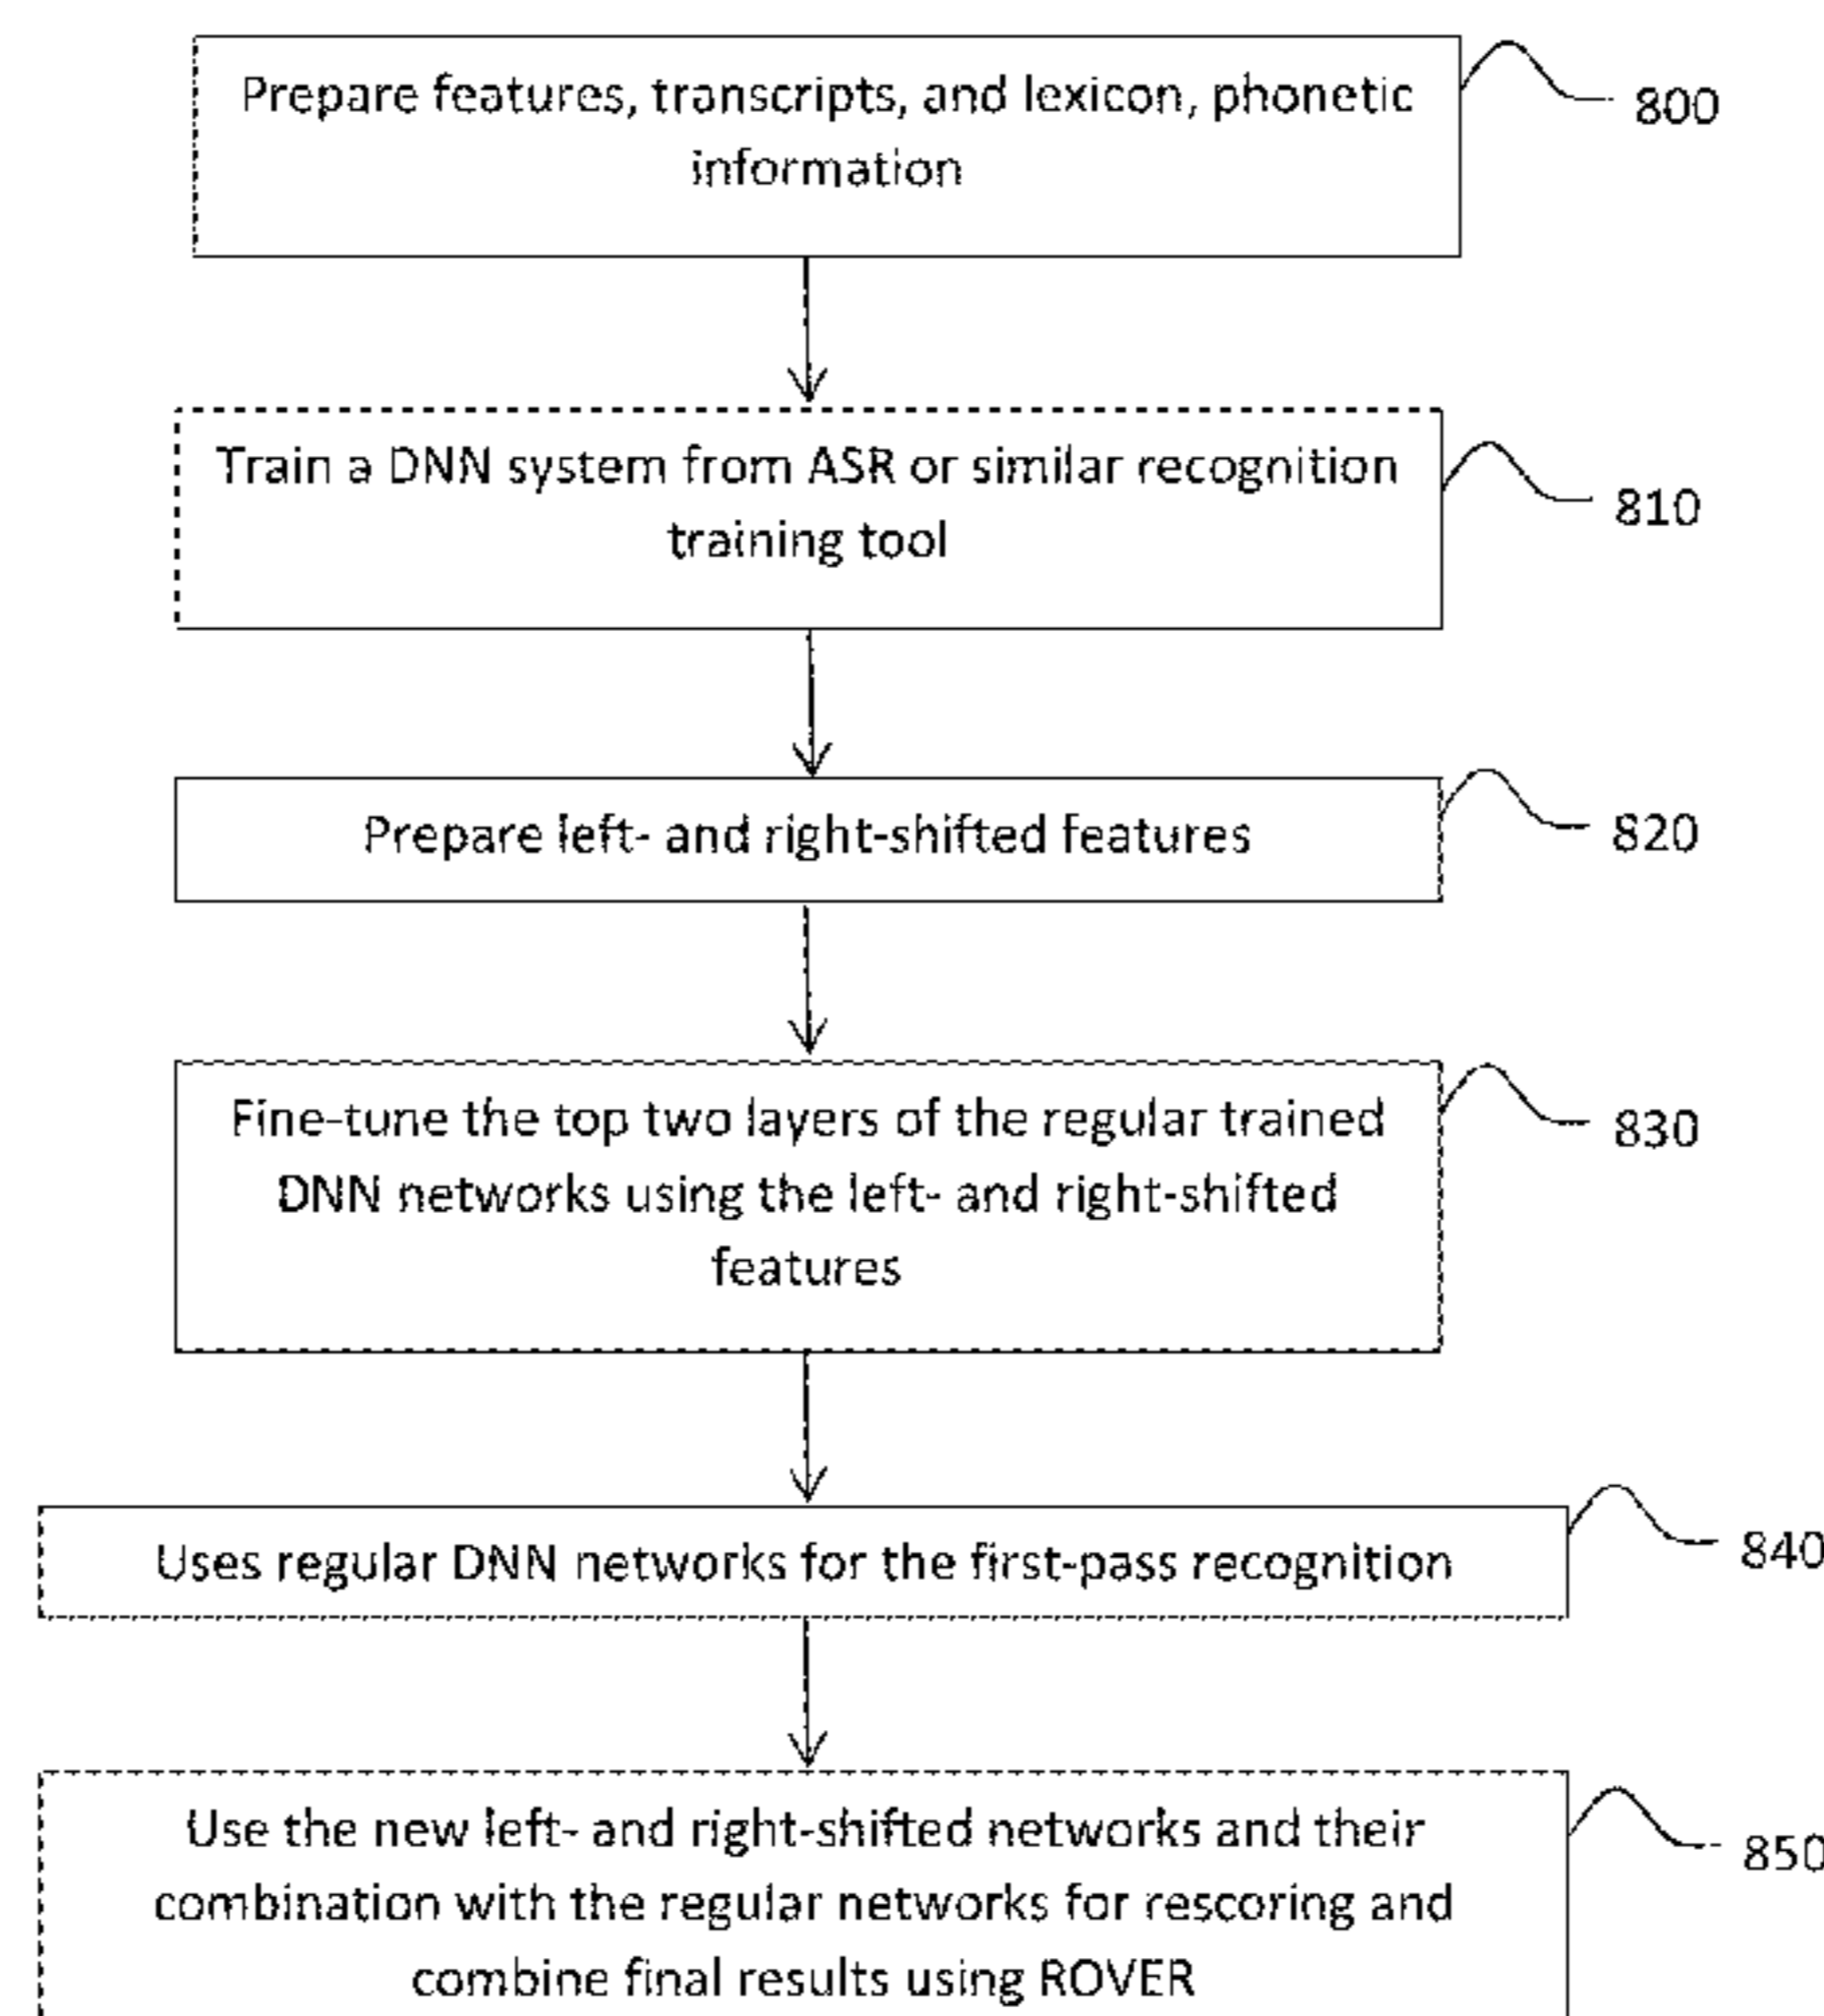 Prepare features, transcripts, and lexicon, phonetic
information
800
Train a DNN system from ASR or similar recognition
training tool
810
Prepare left- and right-shifted features
820
Fine-tune the top two layers of the regular trained
DNN networks using the left- and right-shifted
features
830
Uses regular DNN networks for the first-pass recognition
840
Use the new left- and right-shifted networks and their
combination with the regular networks for rescoring and
combine final results using ROVER
850